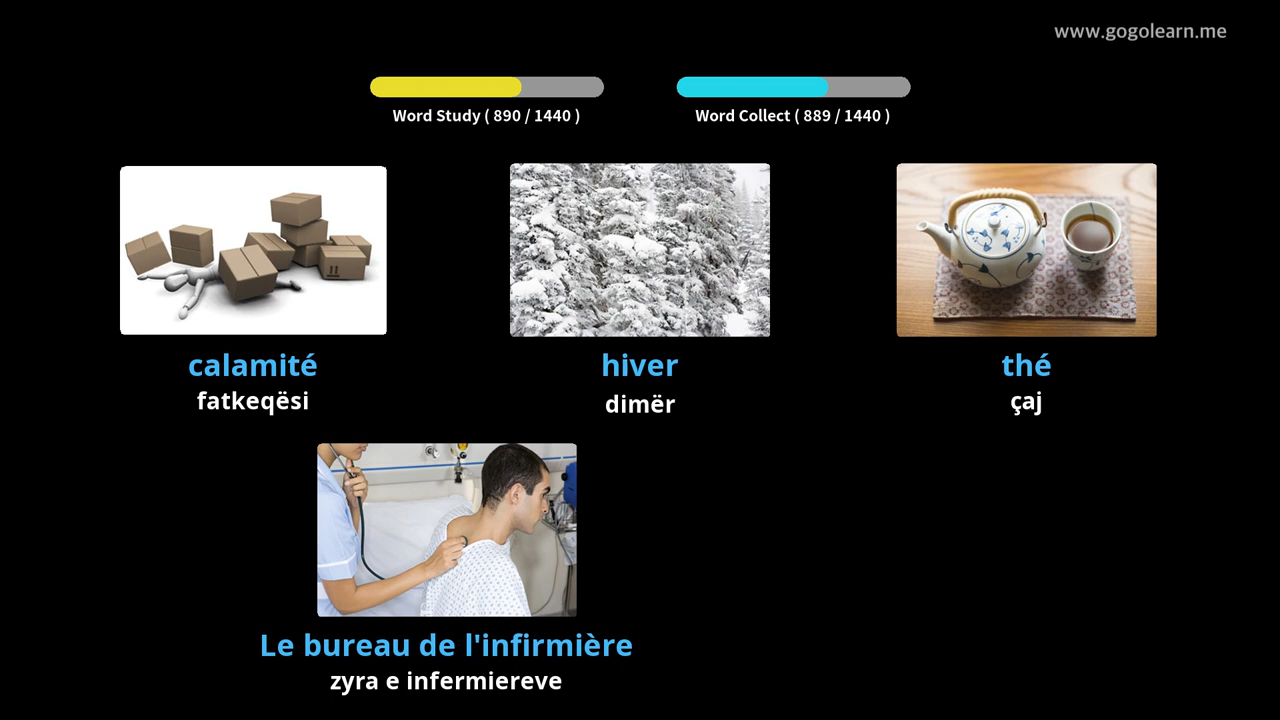 www.gogolearn.me
Word Study ( 890 / 1440 )
Word Collect ( 889 / 1440 )
calamité
fatkeqësi
hiver
dimër
thé
çaj
Le bureau de l'infirmière
zyra e infermiereve